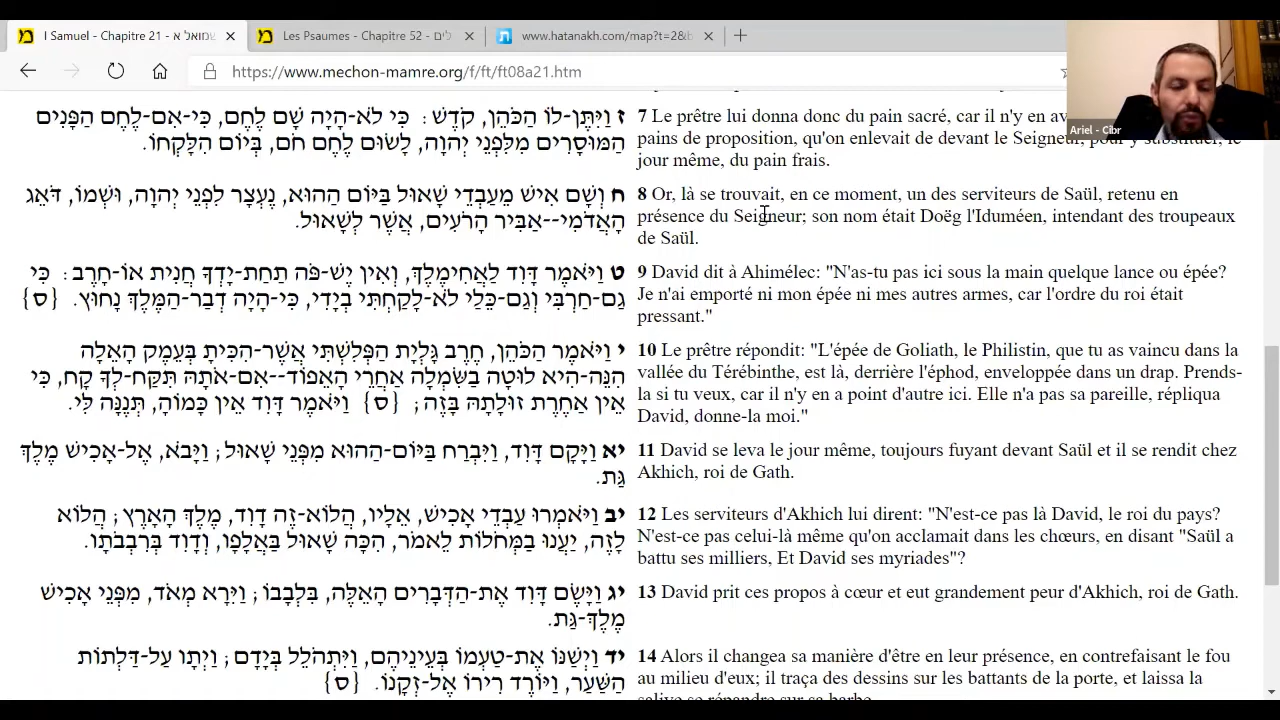 I Samuel - Chapitre 21 - שמואל א
Les Psaumes - Chapitre 52 - לים
www.hatanakh.com/map?t=2&
https://www.mechon-mamre.org/f/ft/ft08a21.htm
Ariel - Cibr
ז וַיִּתֶּן-לוֹ הַכֹּהֵן, קֹדֶשׁ: כִּי לֹא-הָיָה שָׁם לֶחֶם, כִּי-אִם-לֶחֶם הַפָּנִים
הַמּוּסָרִים מִלִּפְנֵי יְהוָה, לָשׂוּם לֶחֶם חֹם, בְּיוֹם הִלָּקְחוֹ.
7 Le prêtre lui donna donc du pain sacré, car il n'y en av
pains de proposition, qu'on enlevait de devant le Seigneur, pour y substituer, le
jour même, du pain frais.
ח וְשָׁם אִישׁ מֵעַבְדֵי שָׁאוּל בַּיּוֹם הַהוּא, נֶעְצָר לִפְנֵי יְהוָה, וּשְׁמוֹ, דֹּאֵג
הָאֲדֹמִי--אַבִּיר הָרֹעִים, אֲשֶׁר לְשָׁאוּל.
8 Or, là se trouvait, en ce moment, un des serviteurs de Saül, retenu en
présence du Seigneur; son nom était Doëg l'Iduméen, intendant des troupeaux
de Saül.
ט וַיֹּאמֶר דָּוִד לַאֲחִימֶלֶךְ, וְאִין יֶשׁ-פֹּה תַחַת-יָדְךָ חֲנִית אוֹ-חָרֶב: כִּי
גַם-חַרְבִּי וְגַם-כֵּלַי לֹא-לָקַחְתִּי בְיָדִי, כִּי-הָיָה דְבַר-הַמֶּלֶךְ נָחוּץ. {ס}
9 David dit à Ahimélec: "N'as-tu pas ici sous la main quelque lance ou épée?
Je n'ai emporté ni mon épée ni mes autres armes, car l'ordre du roi était
pressant."
י וַיֹּאמֶר הַכֹּהֵן, חֶרֶב גָּלְיָת הַפְּלִשְׁתִּי אֲשֶׁר-הִכִּיתָ בְּעֵמֶק הָאֵלָה
הִנֵּה-הִיא לוּטָה בַשִּׂמְלָה אַחֲרֵי הָאֵפוֹד--אִם-אֹתָהּ תִּקַּח-לְךָ קָח, כִּי
אֵין אַחֶרֶת זוּלָתָהּ בָּזֶה; {ס} וַיֹּאמֶר דָּוִד אֵין כָּמוֹהָ, תְּנֶנָּה לִּי.
10 Le prêtre répondit: "L'épée de Goliath, le Philistin, que tu as vaincu dans la
vallée du Térébinthe, est là, derrière l'éphod, enveloppée dans un drap. Prends-
la si tu veux, car il n'y en a point d'autre ici. Elle n'a pas sa pareille, répliqua
David, donne-la moi."
יא וַיָּקָם דָּוִד, וַיִּבְרַח בַּיּוֹם-הַהוּא מִפְּנֵי שָׁאוּל; וַיָּבֹא, אֶל-אָכִישׁ מֶלֶךְ
גַּת.
11 David se leva le jour même, toujours fuyant devant Saül et il se rendit chez
Akhich, roi de Gath.
יב וַיֹּאמְרוּ עַבְדֵי אָכִישׁ, אֵלָיו, הֲלוֹא-זֶה דָוִד, מֶלֶךְ הָאָרֶץ; הֲלוֹא
לָזֶה, יַעֲנוּ בַמְּחֹלוֹת לֵאמֹר, הִכָּה שָׁאוּל בַּאֲלָפָו, וְדָוִד בְּרִבְבֹתָו.
12 Les serviteurs d'Akhich lui dirent: "N'est-ce pas là David, le roi du pays?
N'est-ce pas celui-là même qu'on acclamait dans les chœurs, en disant "Saül a
battu ses milliers, Et David ses myriades"?
יג וַיָּשֶׂם דָּוִד אֶת-הַדְּבָרִים הָאֵלֶּה, בִּלְבָבוֹ; וַיִּרָא מְאֹד, מִפְּנֵי אָכִישׁ
מֶלֶךְ-גַּת.
13 David prit ces propos à cœur et eut grandement peur d'Akhich, roi de Gath.
יד וַיְשַׁנּוֹ אֶת-טַעְמוֹ בְּעֵינֵיהֶם, וַיִּתְהֹלֵל בְּיָדָם; וַיְתָו עַל-דַּלְתוֹת
הַשַּׁעַר, וַיּוֹרֶד רִירוֹ אֶל-זְקָנוֹ. {ס}
14 Alors il changea sa manière d'être en leur présence, en contrefaisant le fou
au milieu d'eux; il traça des dessins sur les battants de la porte, et laissa la
salive se répandre sur sa barbe